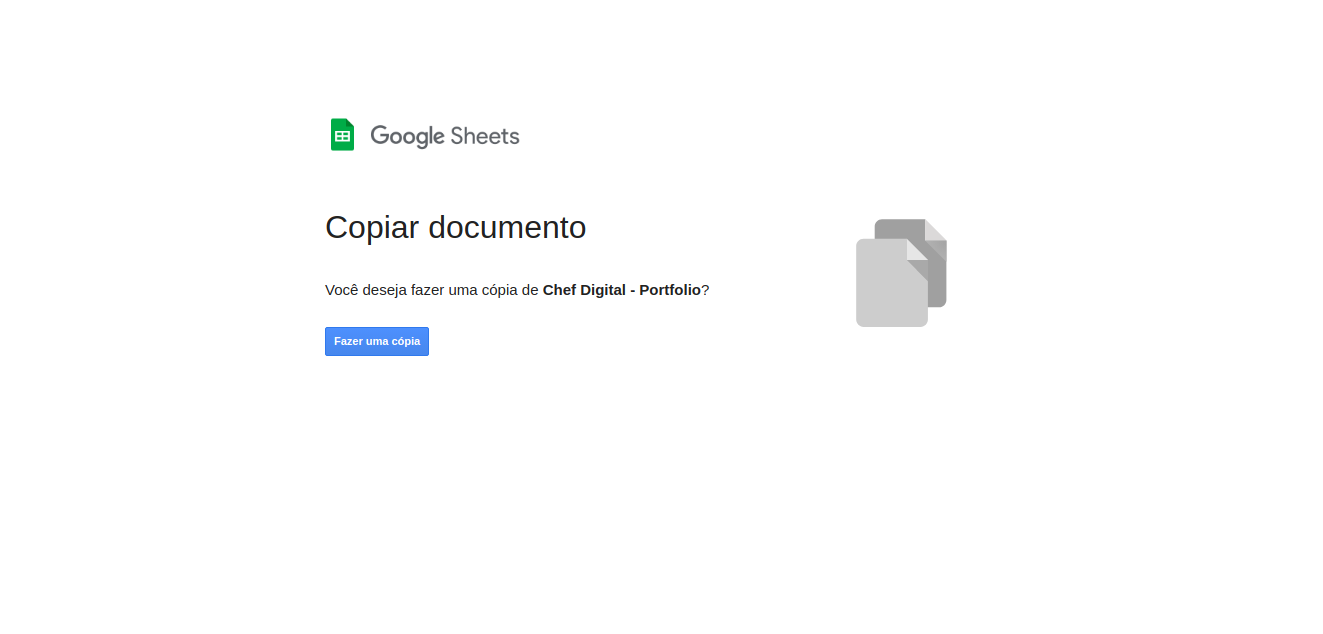 Google Sheets
Copiar documento
Você deseja fazer uma cópia de Chef Digital - Portfolio?
Fazer uma cópia